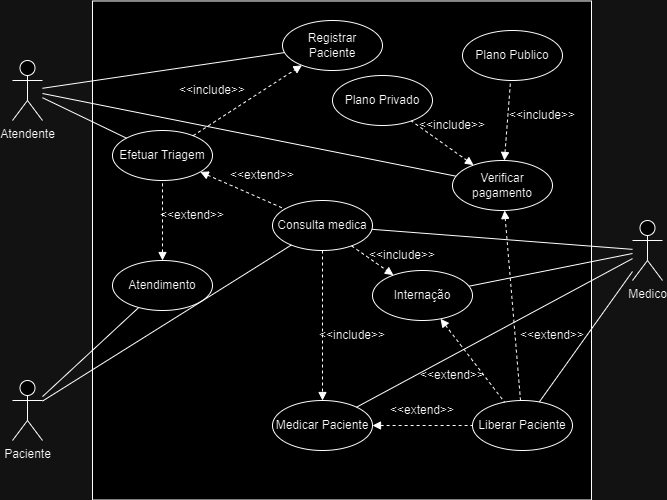 Registrar
Paciente
Plano Publico
<<include>>
Plano Privado
<<include>>
<<include>>
Atendente
Efetuar Triagem
<<extend>>
Verificar
pagamento
<<extend>>
Consulta medica
<<include>>
Atendimento
Internação
Medico
<<include>>
<<extend>>
<<extend>>
<<extend>>
Medicar Paciente
Liberar Paciente
Paciente